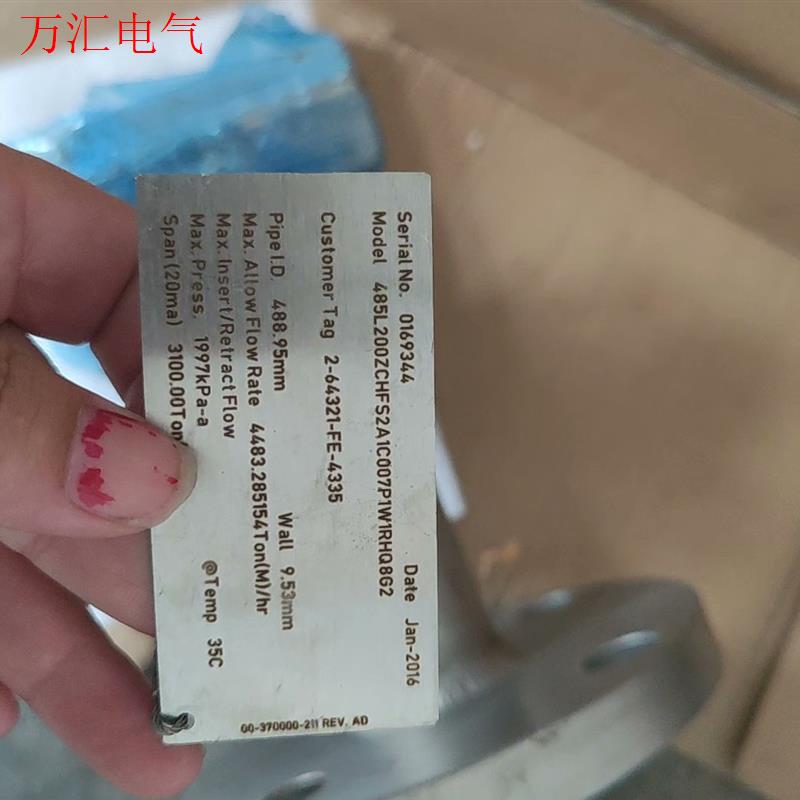 万汇电气
Serial No. 0169344 Date Jan-2016
Model 485L200ZCHFS2A1C007P1W1RHQ8G2
Customer Tag 2-64321-FE-4335
Pipe I.D. 488.95mm Wall 9.53mm
Max. Allow Flow Rate 4483.285154Ton(M)/hr
Max. Insert/Retract Flow
Max. Press. 1997kPa-a @Temp 35C
Span (20ma) 3100.00Ton
00-370000-211 REV. AD